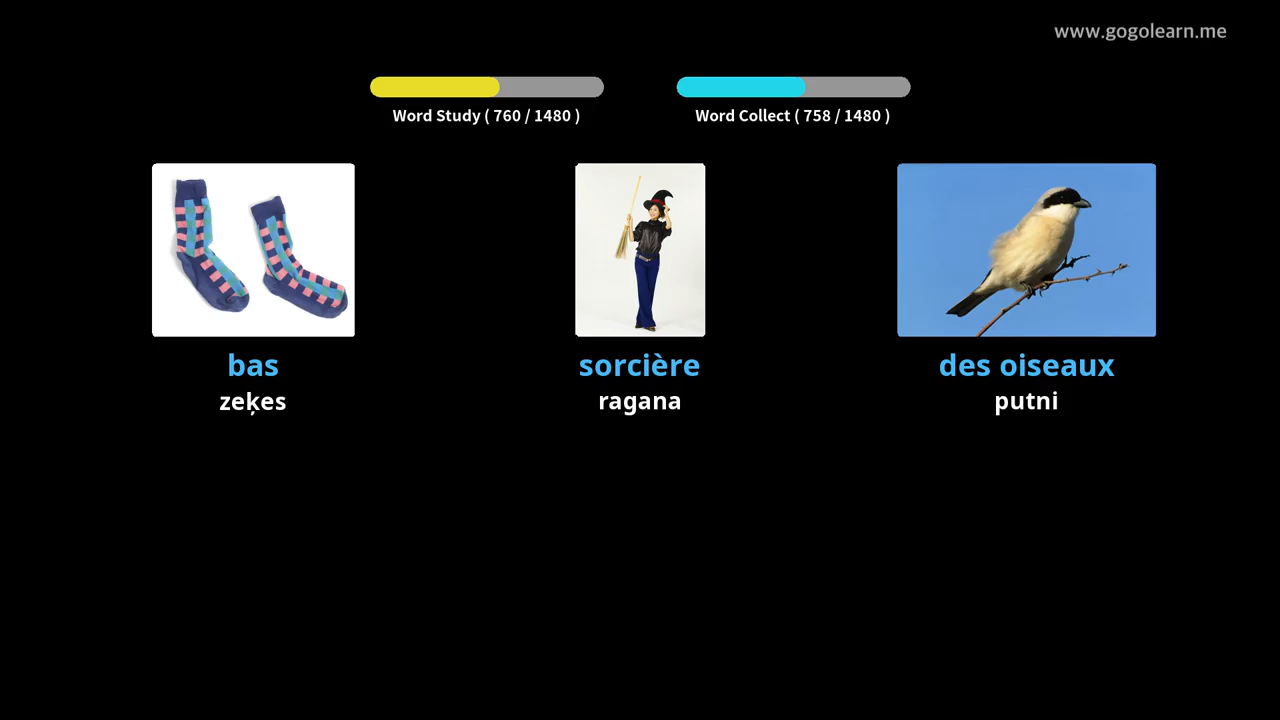 www.gogolearn.me
Word Study ( 760 / 1480 )
Word Collect ( 758 / 1480 )
bas
zeķes
sorcière
ragana
des oiseaux
putni